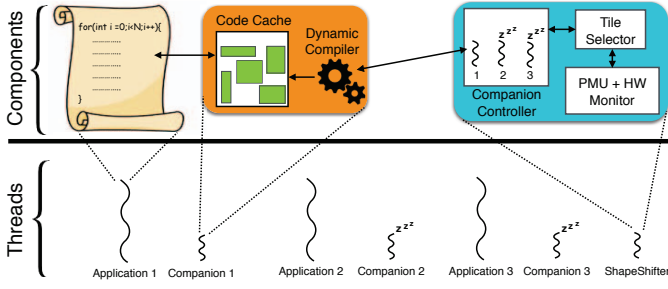 Components
for(int i =0;i<N;i++){
..............
..............
..............
..............
..............
}
Code Cache
Dynamic
Compiler
z z z
z z z
1
2
3
Companion
Controller
Tile
Selector
PMU + HW
Monitor
Threads
Application 1
Companion 1
Application 2
z z z
Companion 2
Application 3
z z z
Companion 3
ShapeShifter